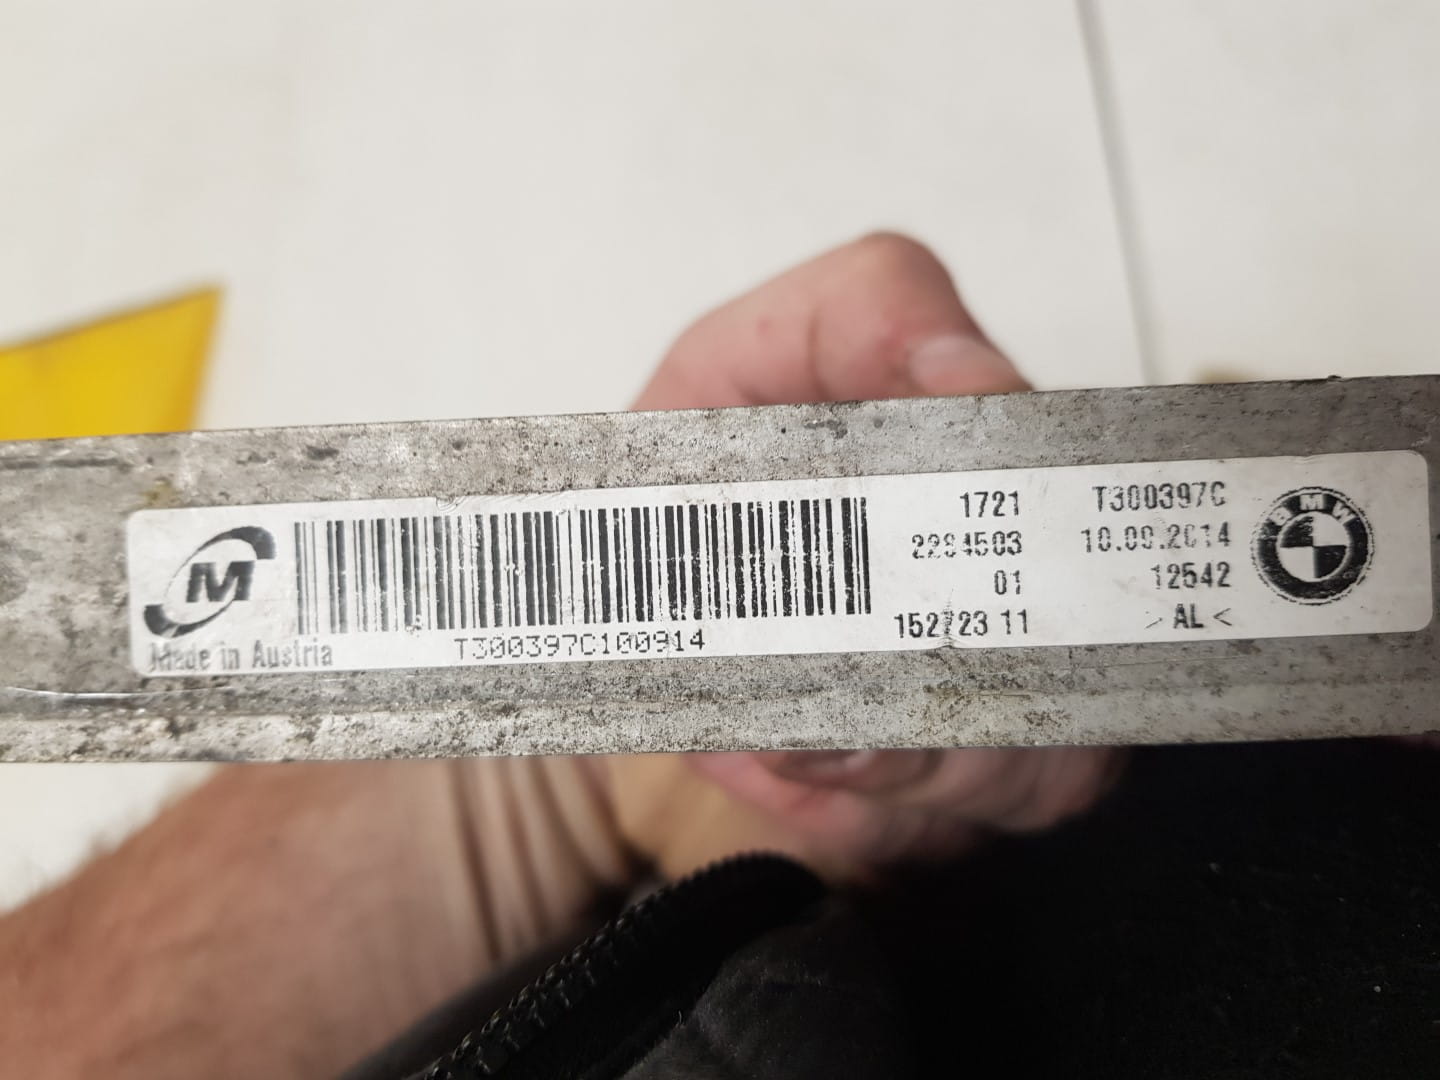 M
Made in Austria
T300397C100914
1721
2284503
01
152723 11
T300397C
10.09.2014
12542
>AL<
BMW